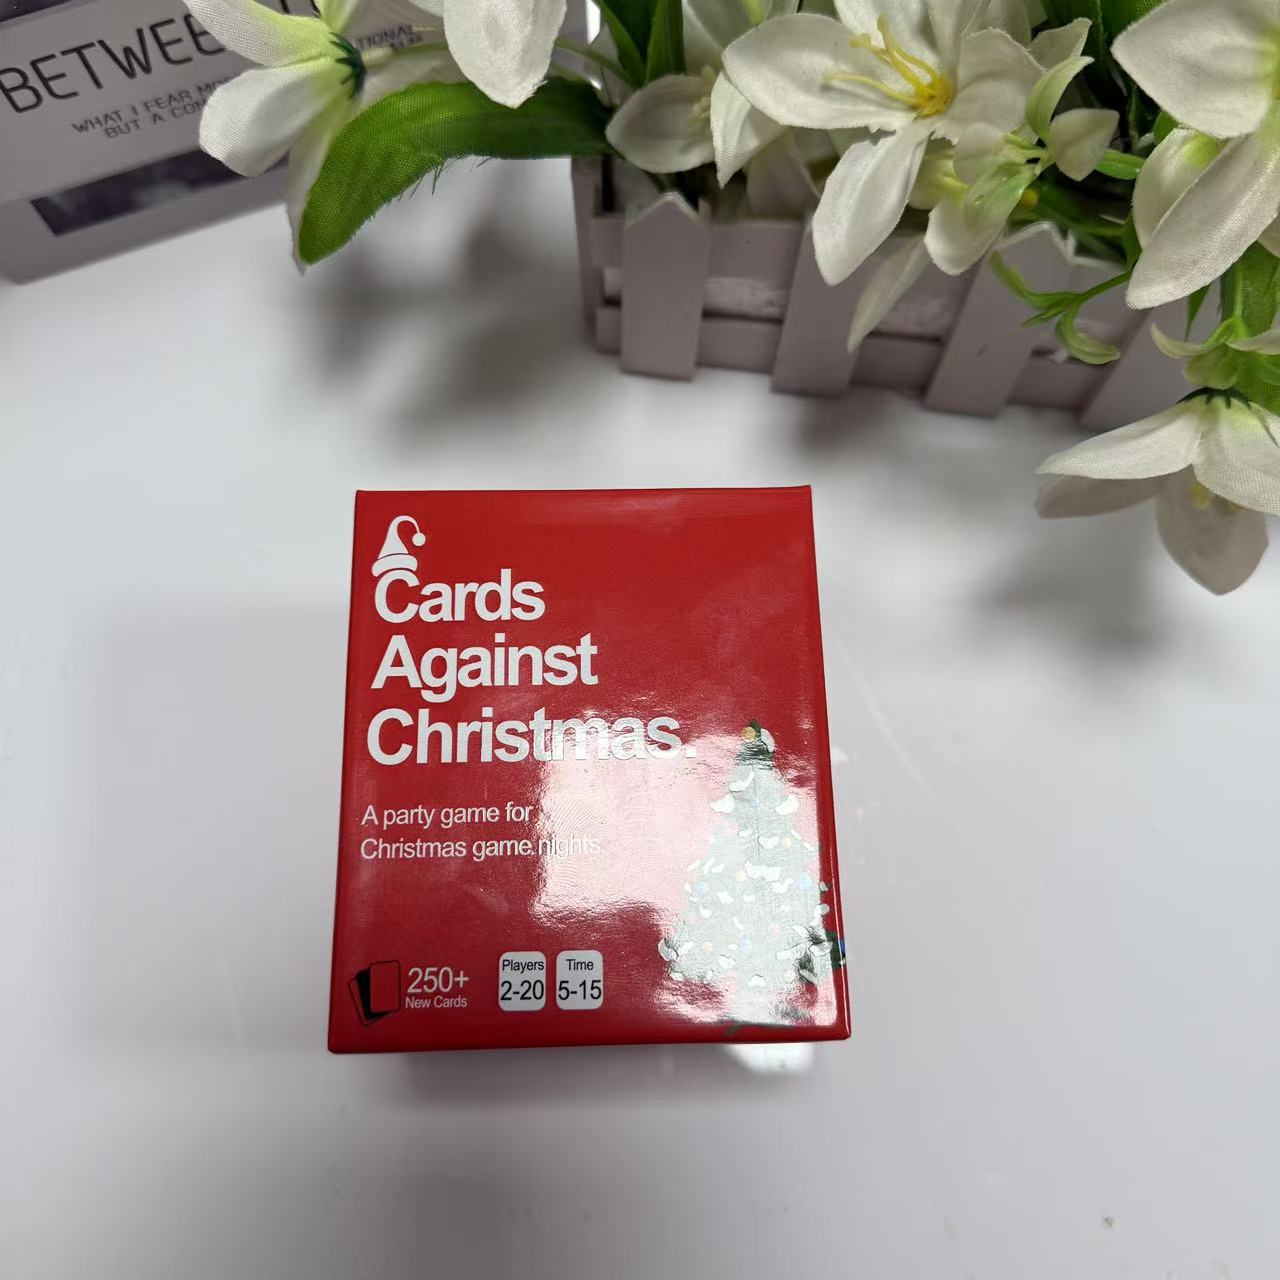 BETWEE
TIONAL
WHAT I FEAR
BUT A
Cards
Against
Christmas.
A party game for
Christmas game nights.
250+
New Cards
Players
2-20
Time
5-15